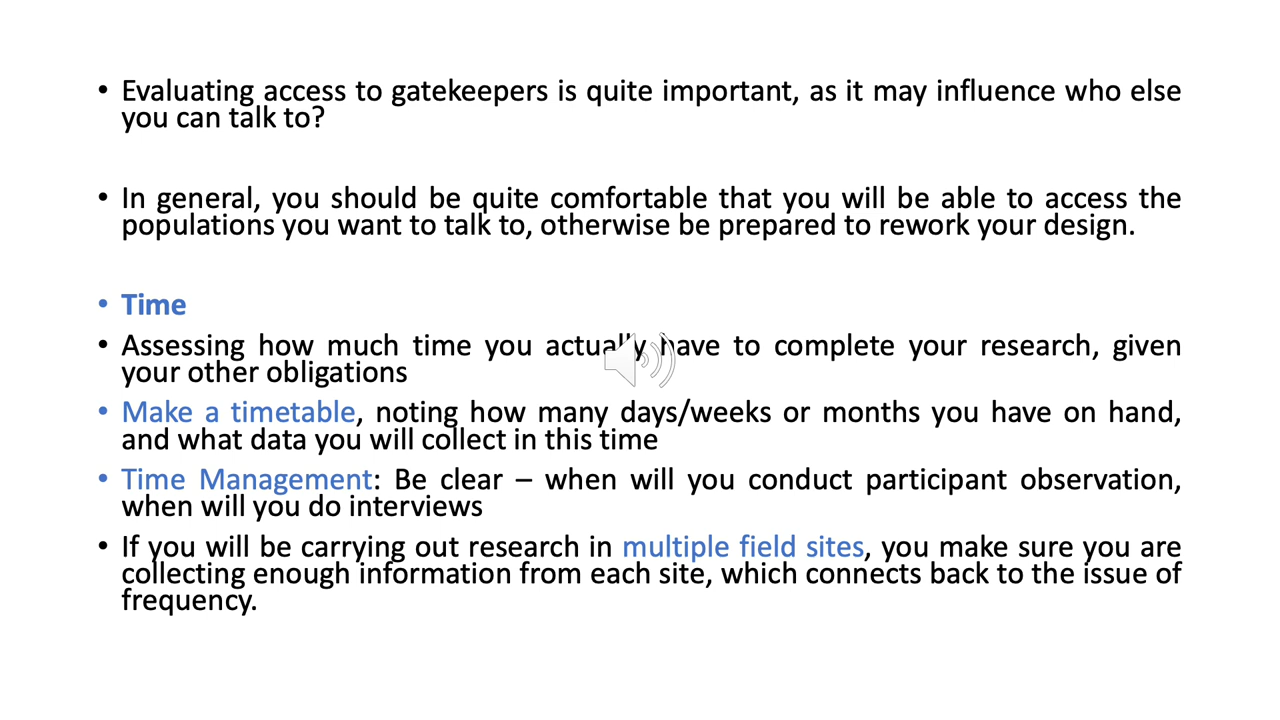 • Evaluating access to gatekeepers is quite important, as it may influence who else
you can talk to?
• In general, you should be quite comfortable that you will be able to access the
populations you want to talk to, otherwise be prepared to rework your design.
• Time
• Assessing how much time you actually have to complete your research, given
your other obligations
• Make a timetable, noting how many days/weeks or months you have on hand,
and what data you will collect in this time
• Time Management: Be clear – when will you conduct participant observation,
when will you do interviews
• If you will be carrying out research in multiple field sites, you make sure you are
collecting enough information from each site, which connects back to the issue of
frequency.